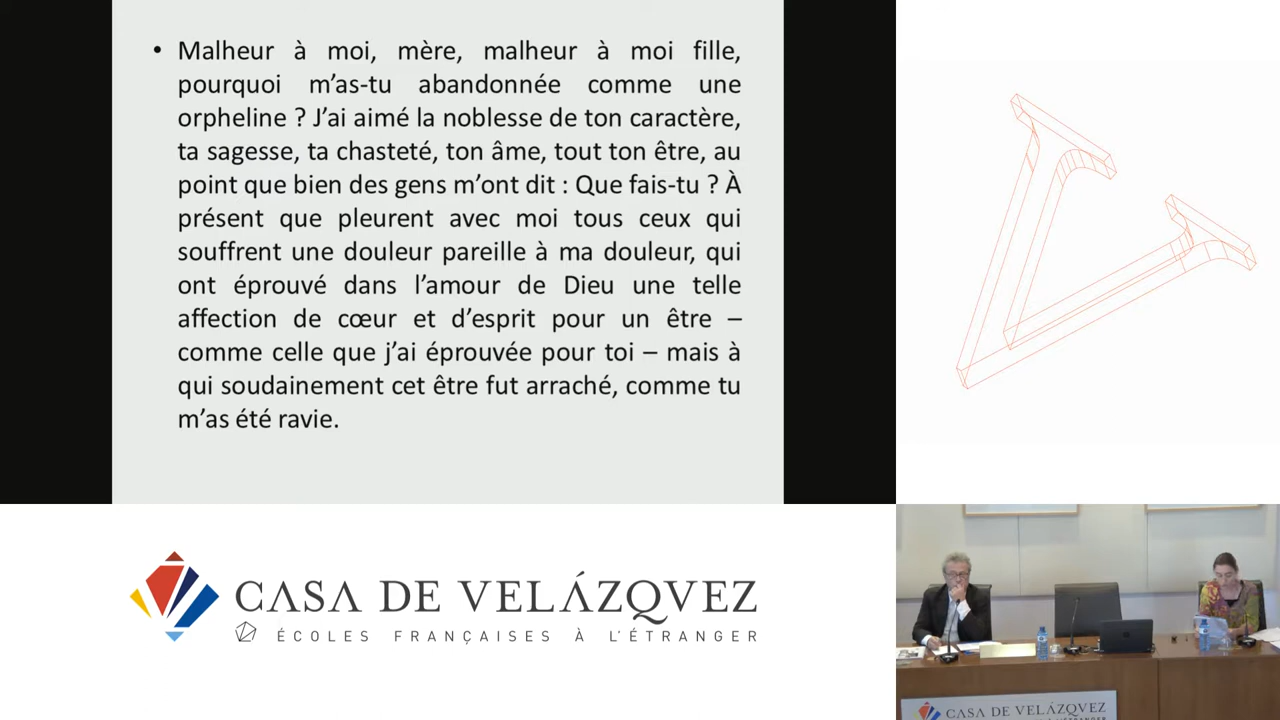 • Malheur à moi, mère, malheur à moi fille,
pourquoi m’as-tu abandonnée comme une
orpheline ? J’ai aimé la noblesse de ton caractère,
ta sagesse, ta chasteté, ton âme, tout ton être, au
point que bien des gens m’ont dit : Que fais-tu ? À
présent que pleurent avec moi tous ceux qui
souffrent une douleur pareille à ma douleur, qui
ont éprouvé dans l’amour de Dieu une telle
affection de cœur et d’esprit pour un être –
comme celle que j’ai éprouvée pour toi – mais à
qui soudainement cet être fut arraché, comme tu
m’as été ravie.
CASA DE VELÁZQVEZ
ÉCOLES FRANÇAISES À L’ÉTRANGER
CASA DE VELÁZQVEZ